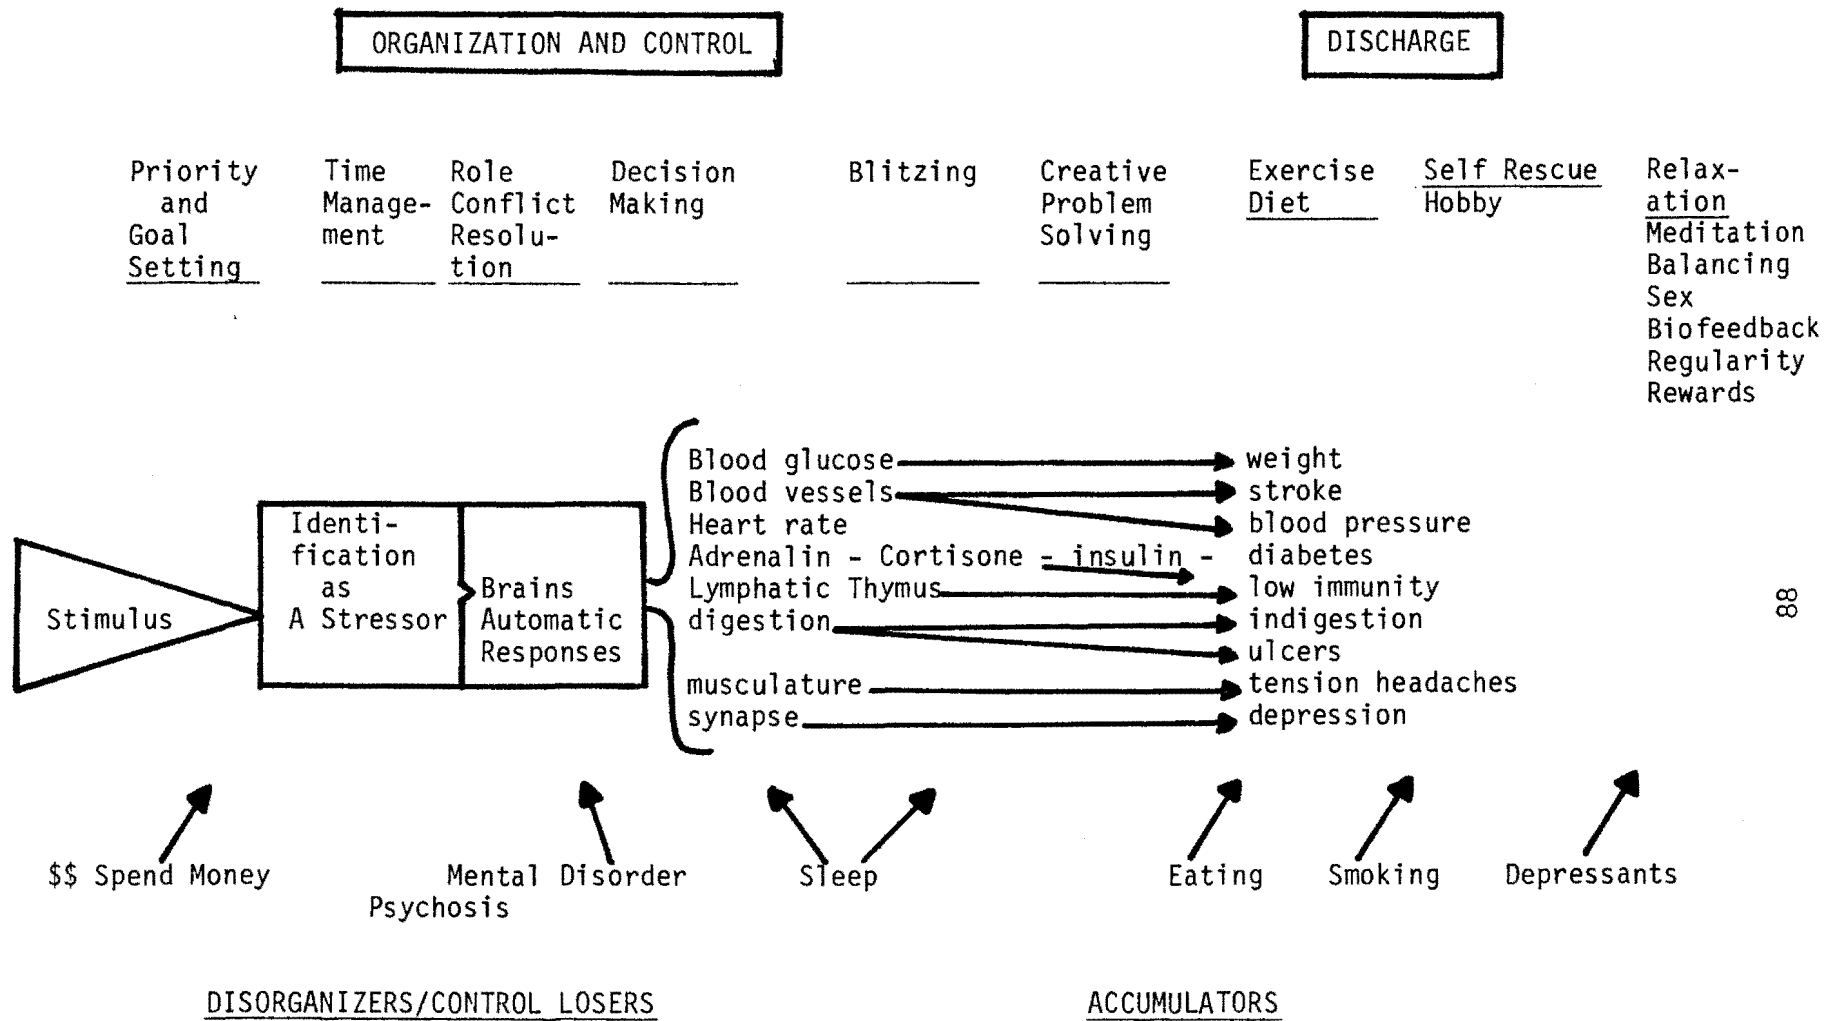 ORGANIZATION AND CONTROL
DISCHARGE
Priority
and
Goal
Setting
Time
Manage-
ment
Role
Conflict
Resolu-
tion
Decision
Making
Blitzing
Creative
Problem
Solving
Exercise
Diet
Self Rescue
Hobby
Relax-
ation
Meditation
Balancing
Sex
Biofeedback
Regularity
Rewards
Stimulus
Identi-
fication
as
A Stressor
Brains
Automatic
Responses
Blood glucose
Blood vessels
Heart rate
Adrenalin - Cortisone - insulin -
Lymphatic Thymus
digestion
musculature
synapse
weight
stroke
blood pressure
diabetes
low immunity
indigestion
ulcers
tension headaches
depression
88
$$ Spend Money
Mental Disorder
Psychosis
Sleep
Eating
Smoking
Depressants
DISORGANIZERS/CONTROL LOSERS
ACCUMULATORS